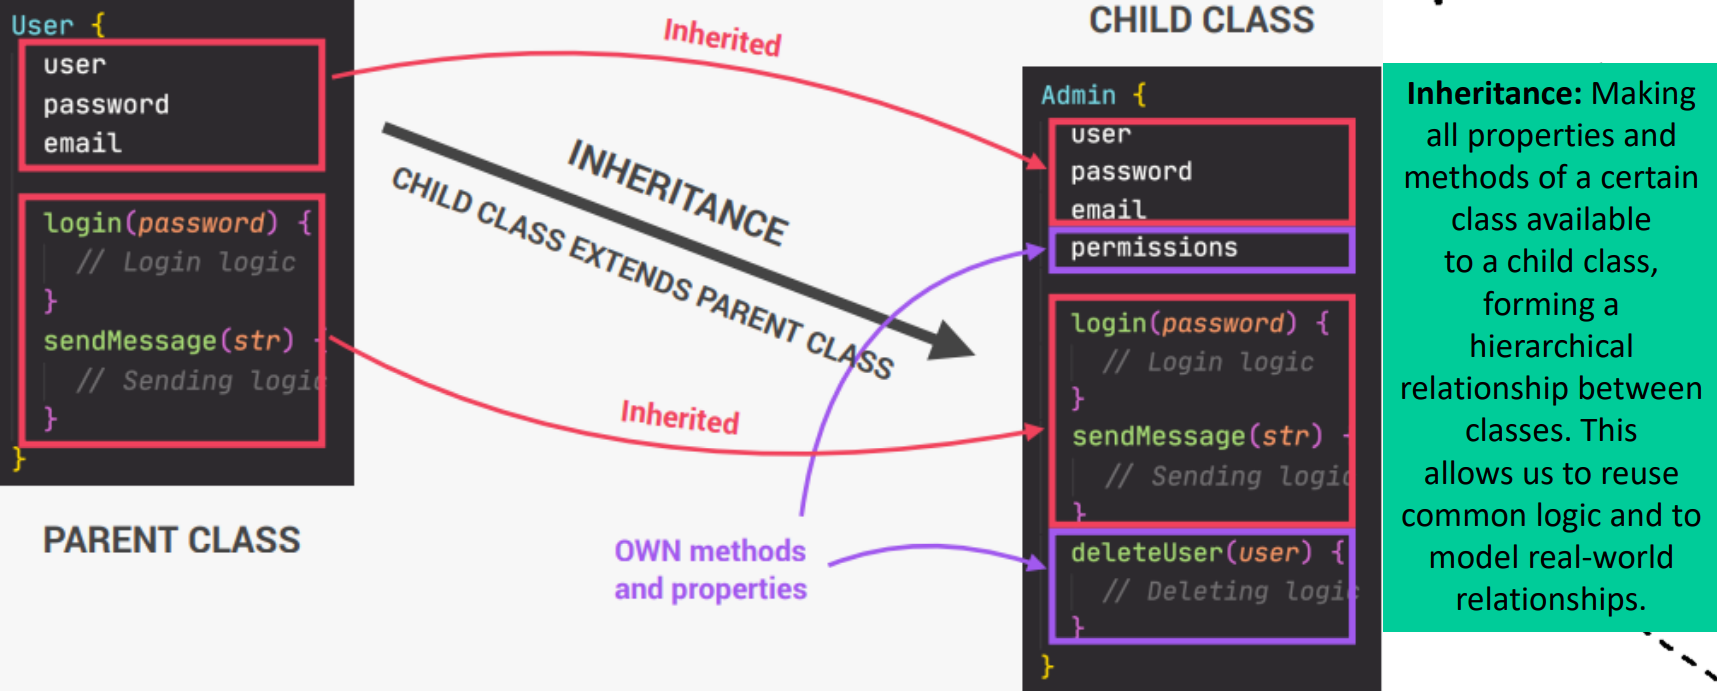 User {
user
password
email
login(password) {
// Login logic
}
sendMessage(str) {
// Sending logic
}
}
PARENT CLASS
Inherited
INHERITANCE
CHILD CLASS EXTENDS PARENT CLASS
Inherited
OWN methods
and properties
CHILD CLASS
Admin {
user
password
email
permissions
login(password) {
// Login logic
}
sendMessage(str) {
// Sending logic
}
deleteUser(user) {
// Deleting logic
}
}
Inheritance: Making
all properties and
methods of a certain
class available
to a child class,
forming a
hierarchical
relationship between
classes. This
allows us to reuse
common logic and to
model real-world
relationships.